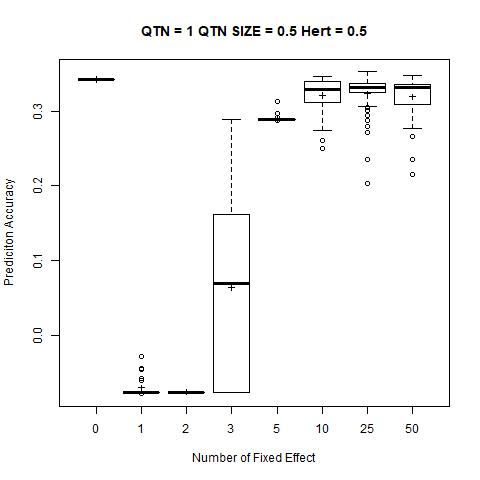 QTN = 1 QTN SIZE = 0.5 Hert = 0.5
Prediciton Accuracy
0.3
0.2
0.1
0.0
0 1 2 3 5 10 25 50
Number of Fixed Effect